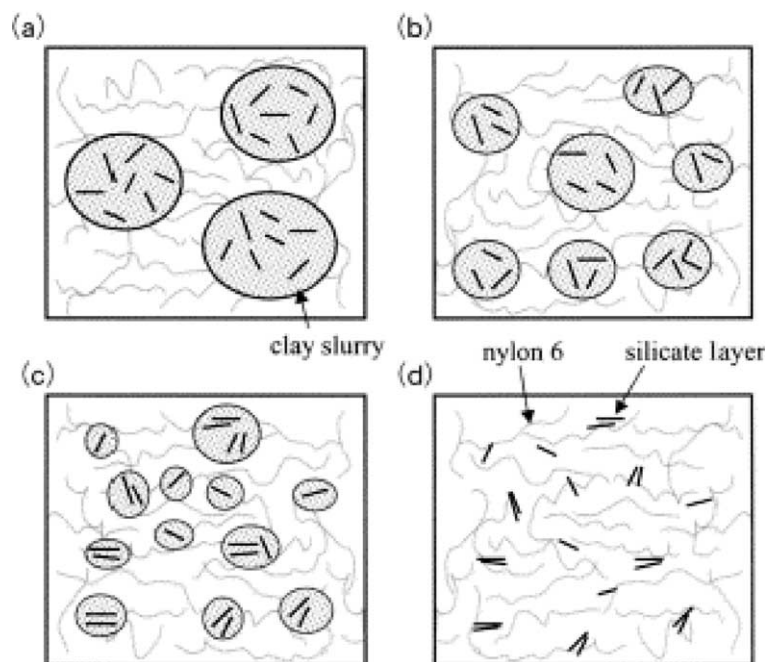 (a)
(b)
clay slurry
nylon 6
silicate layer
(c)
(d)